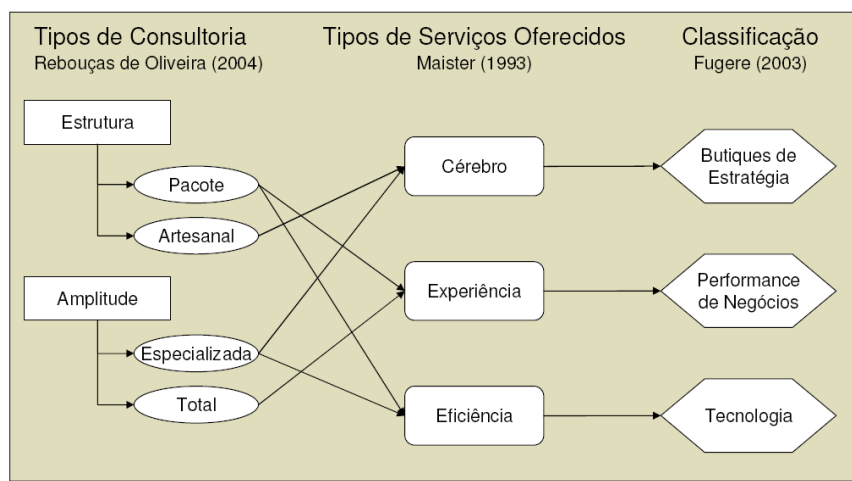 Tipos de Consultoria
Rebouças de Oliveira (2004)
Tipos de Serviços Oferecidos
Maister (1993)
Classificação
Fugere (2003)
Estrutura
Pacote
Artesanal
Amplitude
Especializada
Total
Cérebro
Experiência
Eficiência
Butiques de
Estratégia
Performance
de Negócios
Tecnologia